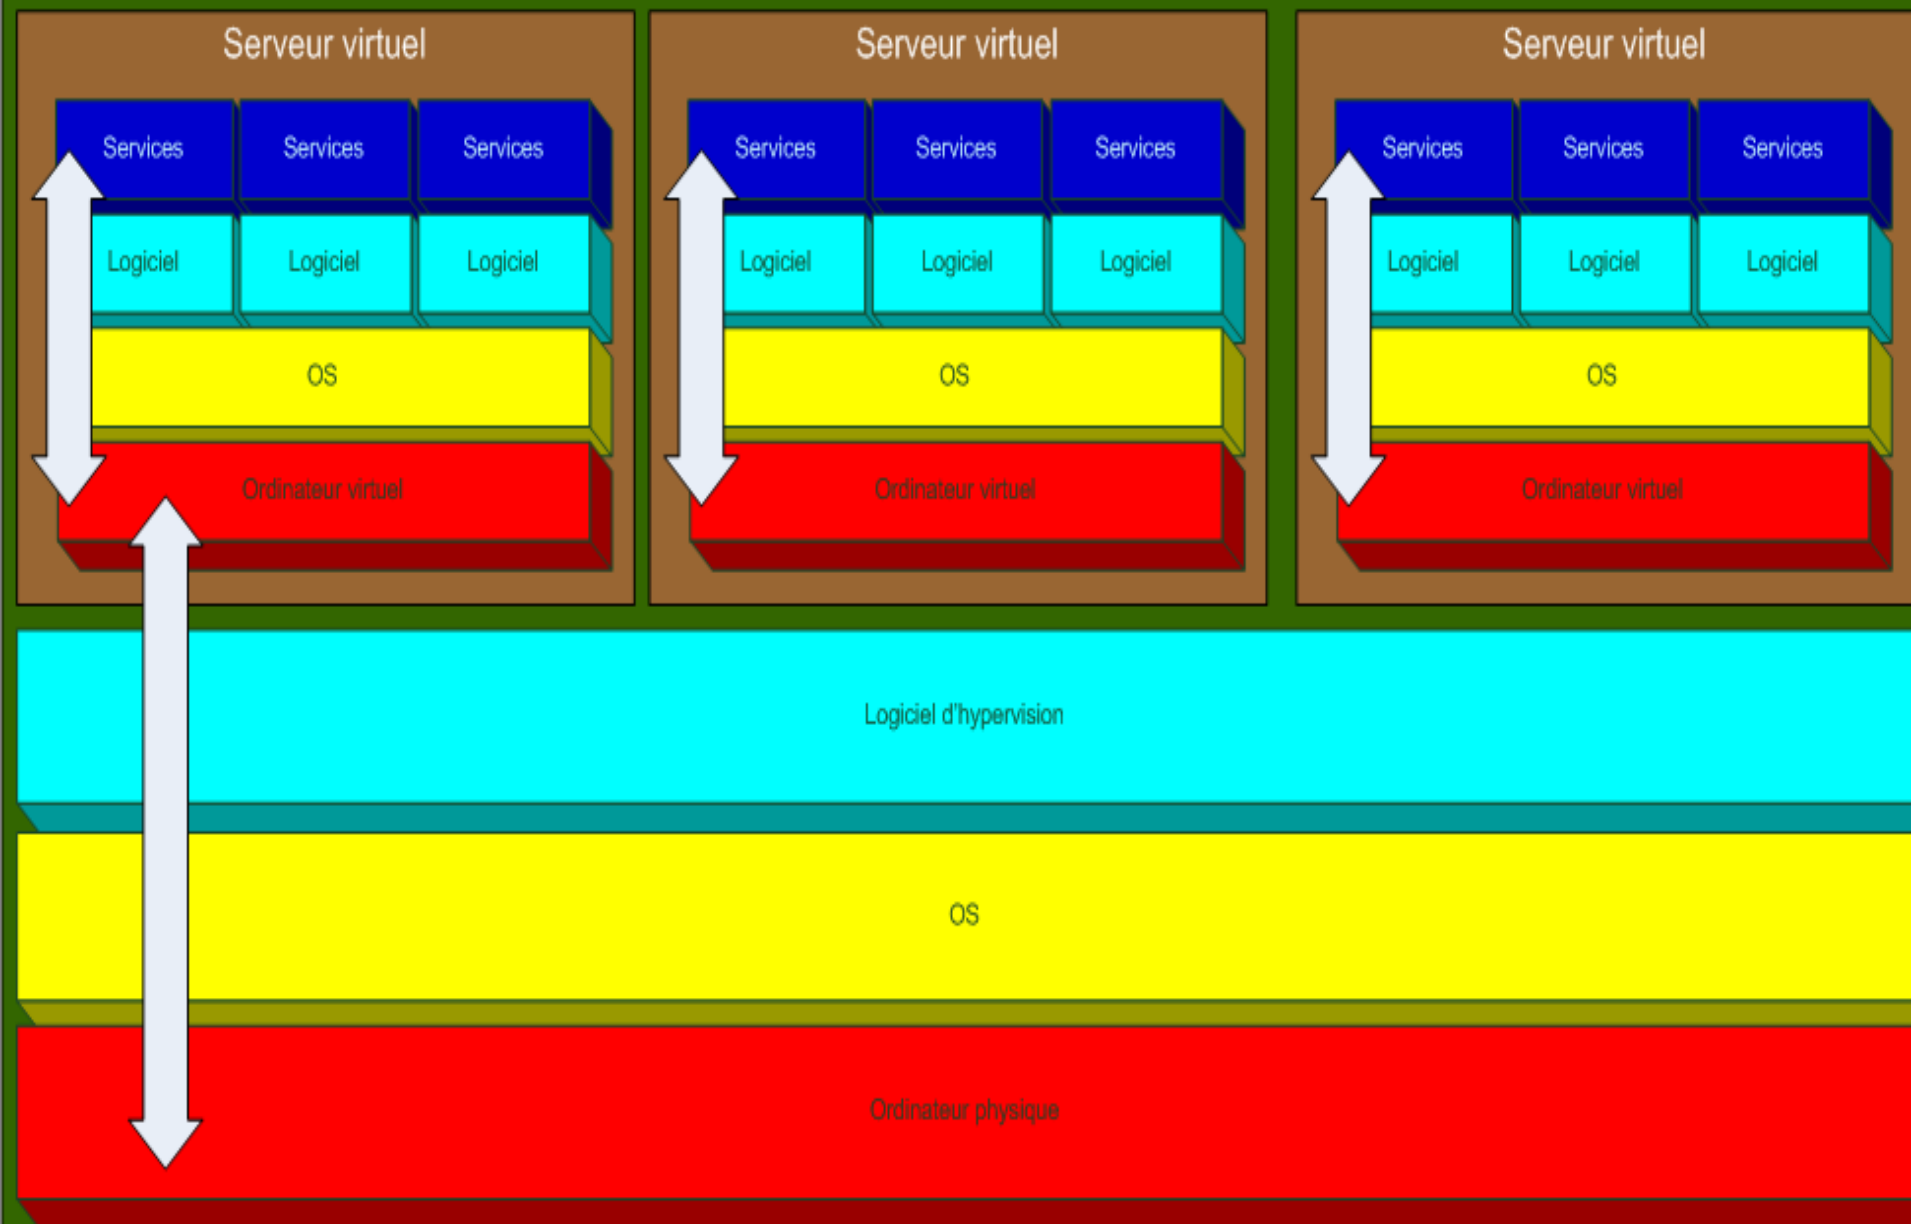 Serveur virtuel Serveur virtuel Serveur virtuel
Services Services Services Services Services Services Services Services Services
Logiciel Logiciel Logiciel Logiciel Logiciel Logiciel Logiciel Logiciel Logiciel
OS OS OS
Ordinateur virtuel Ordinateur virtuel Ordinateur virtuel
Logiciel d'hypervision
OS
Ordinateur physique